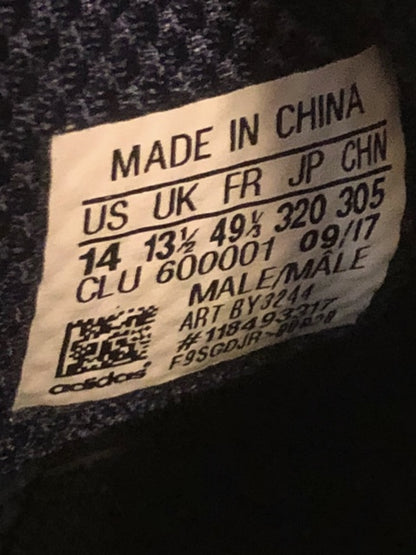 MADE IN CHINA
US UK FR JP CHN
14 13½ 49⅓ 320 305
CLU 600001 09/17
MALE/MÂLE
ART BY3244
adidas